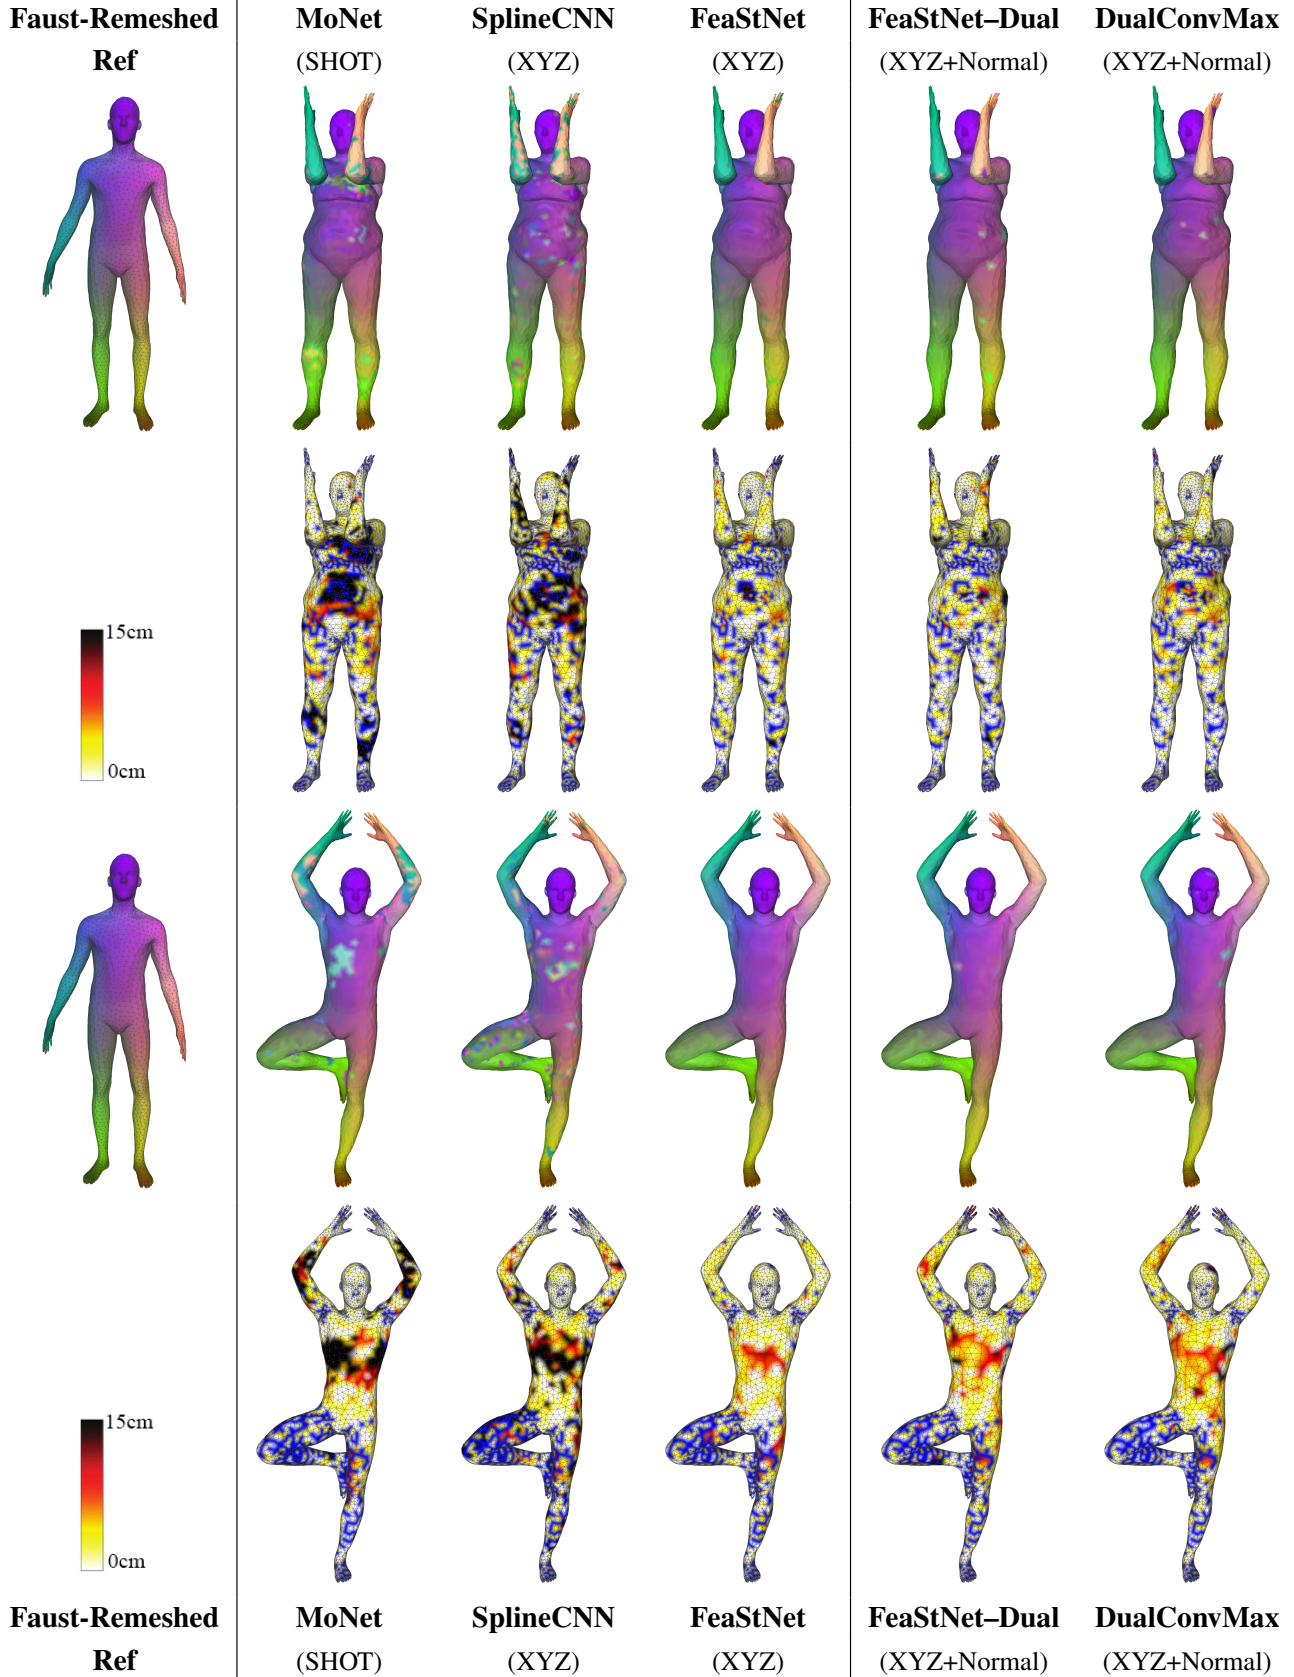 Faust-Remeshed MoNet SplineCNN FeaStNet FeaStNet–Dual DualConvMax
Ref (SHOT) (XYZ) (XYZ) (XYZ+Normal) (XYZ+Normal)
15cm
0cm
15cm
0cm
Faust-Remeshed MoNet SplineCNN FeaStNet FeaStNet–Dual DualConvMax
Ref (SHOT) (XYZ) (XYZ) (XYZ+Normal) (XYZ+Normal)